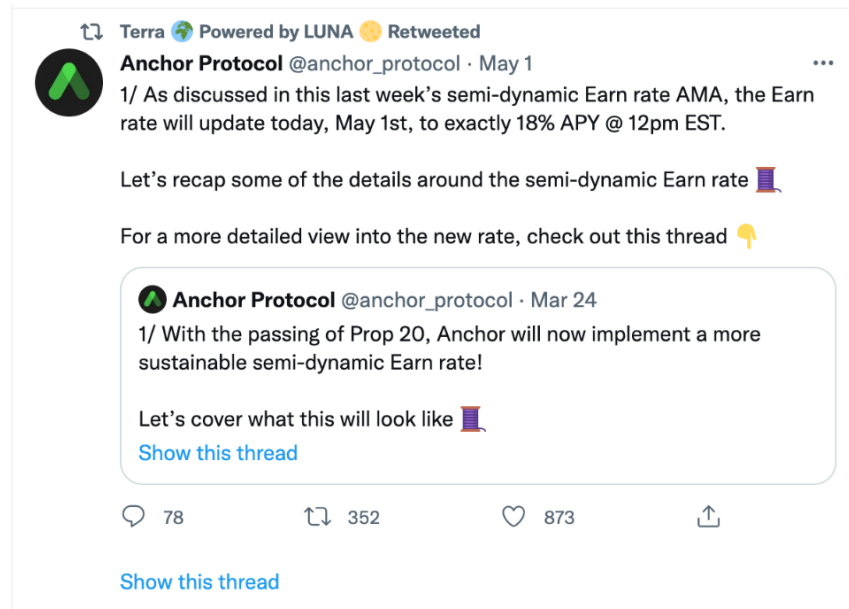 Terra 🌍 Powered by LUNA 🌕 Retweeted
Anchor Protocol @anchor_protocol · May 1
1/ As discussed in this last week’s semi-dynamic Earn rate AMA, the Earn
rate will update today, May 1st, to exactly 18% APY @ 12pm EST.
Let’s recap some of the details around the semi-dynamic Earn rate 🧵
For a more detailed view into the new rate, check out this thread 👇
Anchor Protocol @anchor_protocol · Mar 24
1/ With the passing of Prop 20, Anchor will now implement a more
sustainable semi-dynamic Earn rate!
Let’s cover what this will look like 🧵
Show this thread
78 352 873
Show this thread